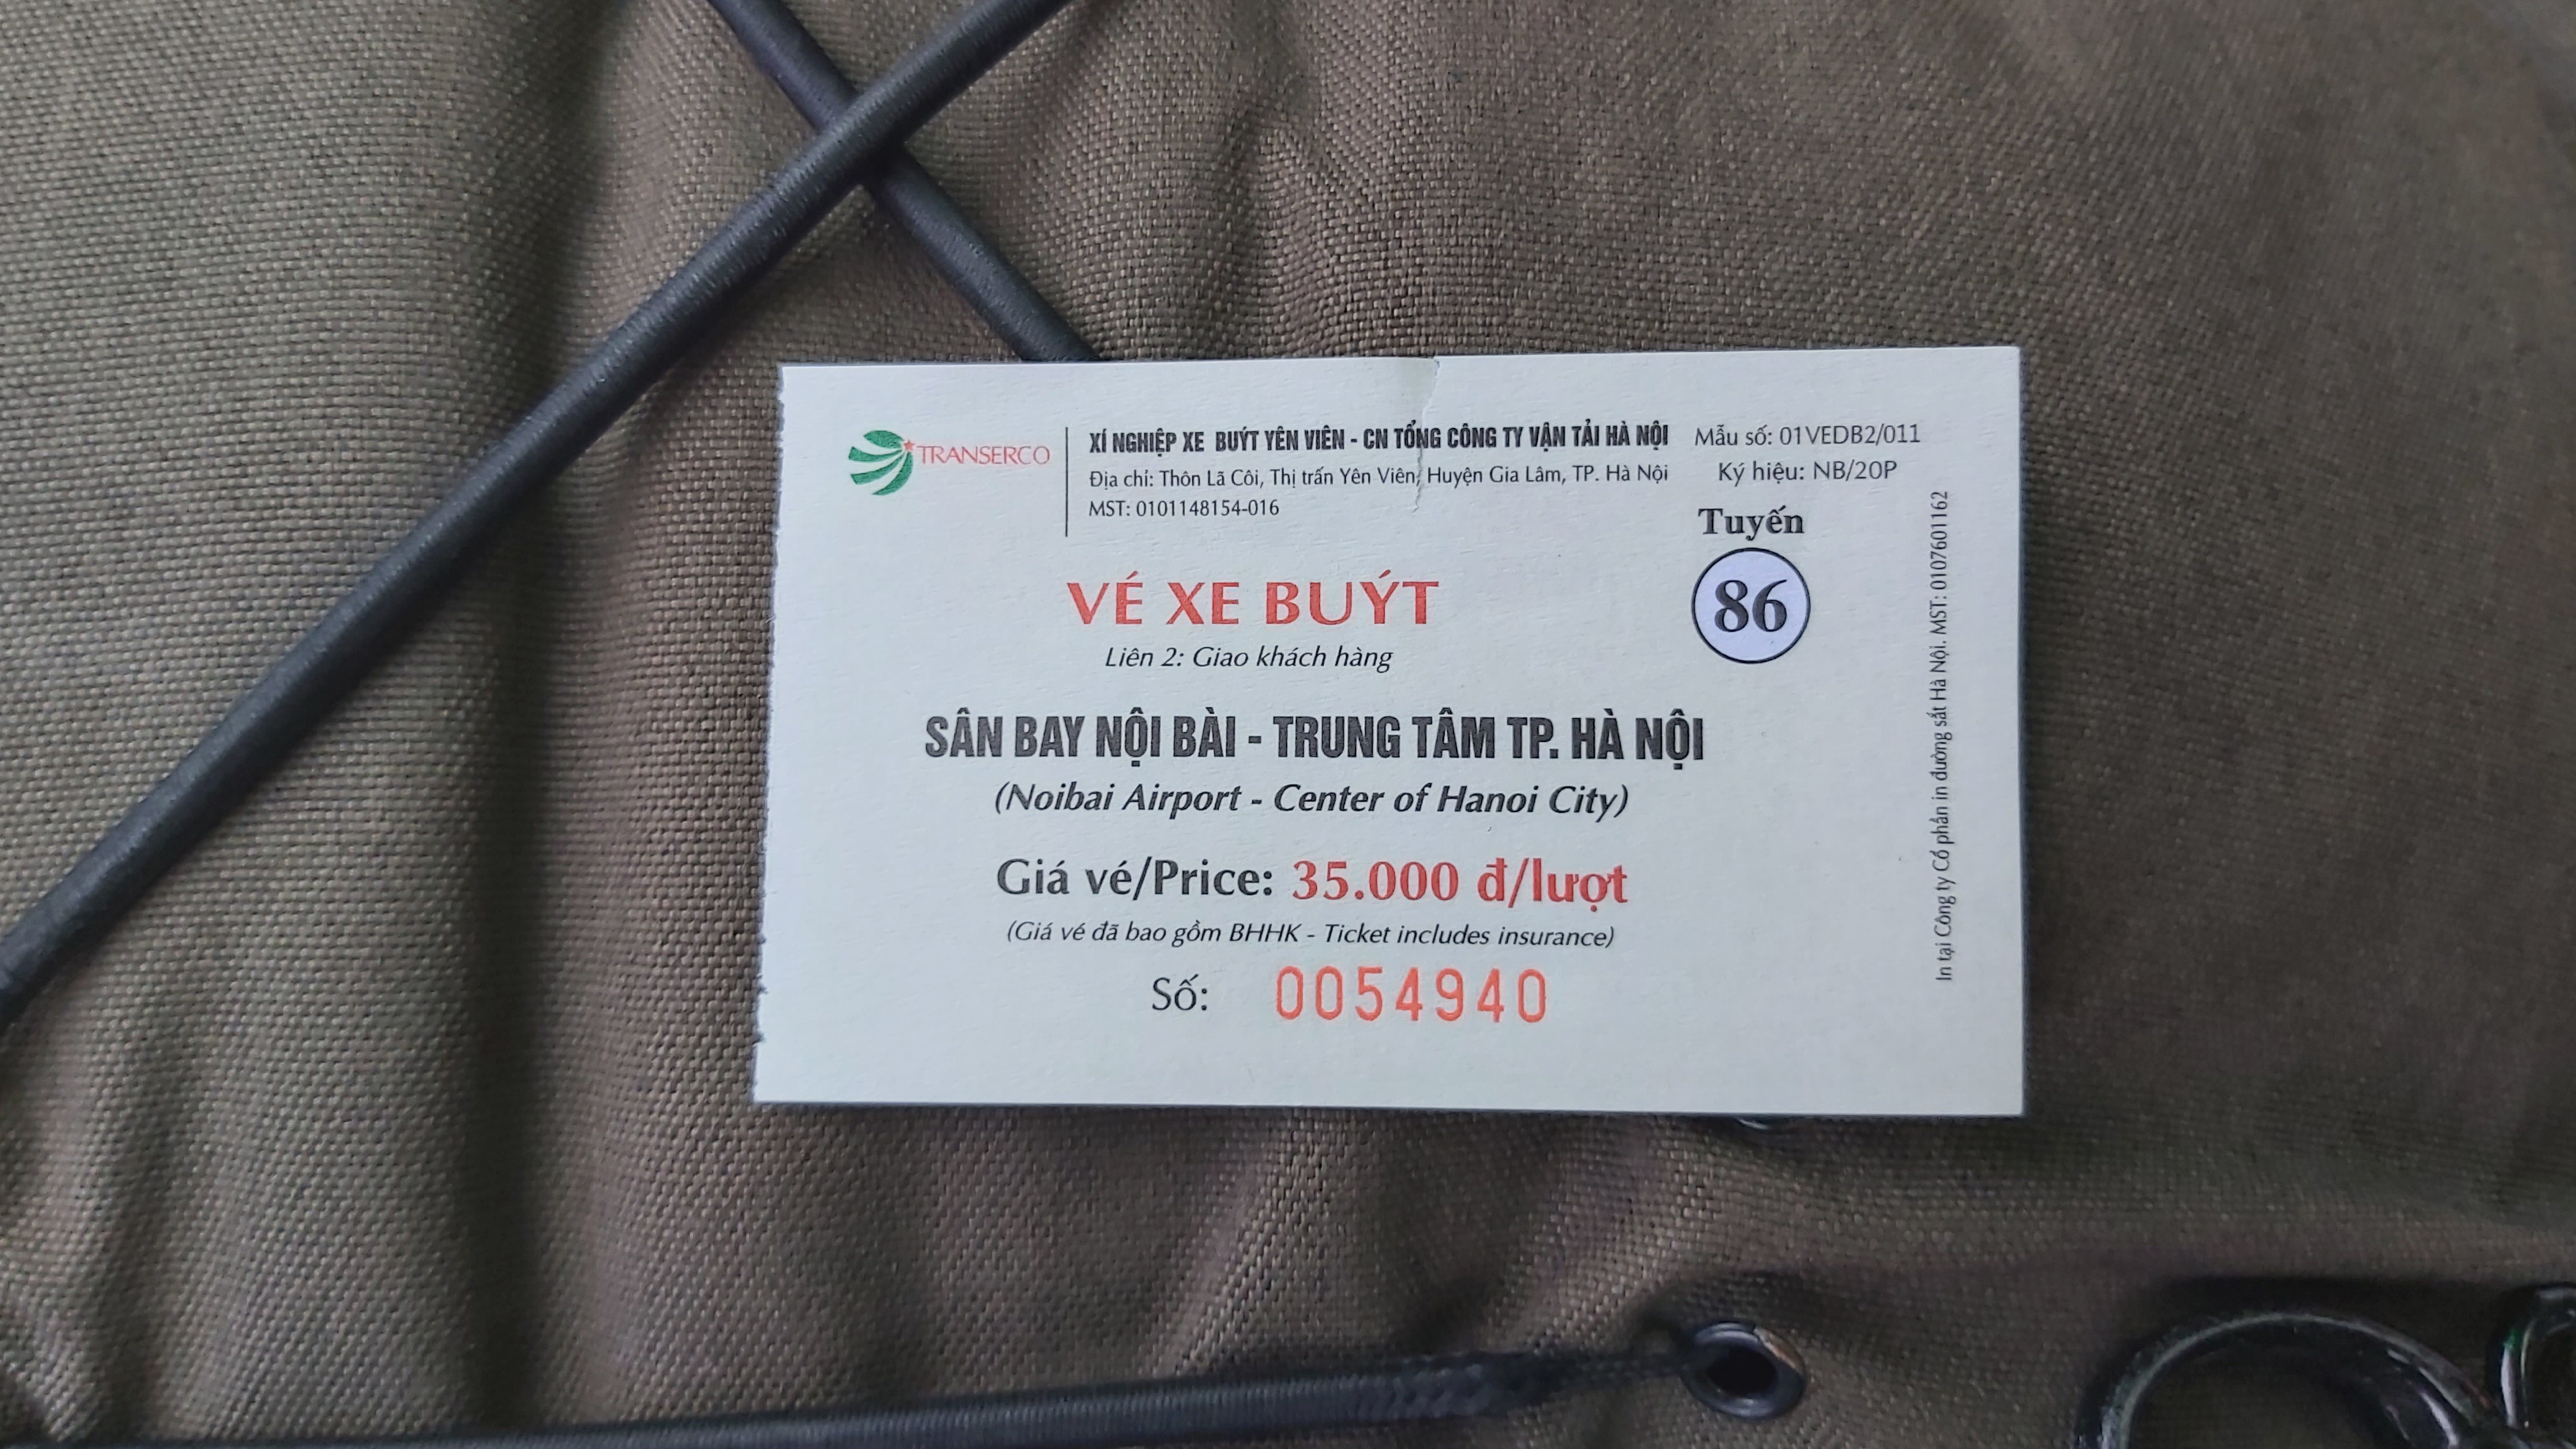 TRANSERCO
XÍ NGHIỆP XE BUÝT YÊN VIÊN - CN TỔNG CÔNG TY VẬN TẢI HÀ NỘI
Địa chỉ: Thôn Lã Côi, Thị trấn Yên Viên, Huyện Gia Lâm, TP. Hà Nội
MST: 0101148154-016
Mẫu số: 01VEDB2/011
Ký hiệu: NB/20P
Tuyến
86
VÉ XE BUÝT
Liên 2: Giao khách hàng
SÂN BAY NỘI BÀI - TRUNG TÂM TP. HÀ NỘI
(Noibai Airport - Center of Hanoi City)
Giá vé/Price: 35.000 đ/lượt
(Giá vé đã bao gồm BHHK - Ticket includes insurance)
Số: 0054940
In tại Công ty Cổ phần in đường sắt Hà Nội. MST: 0107601162